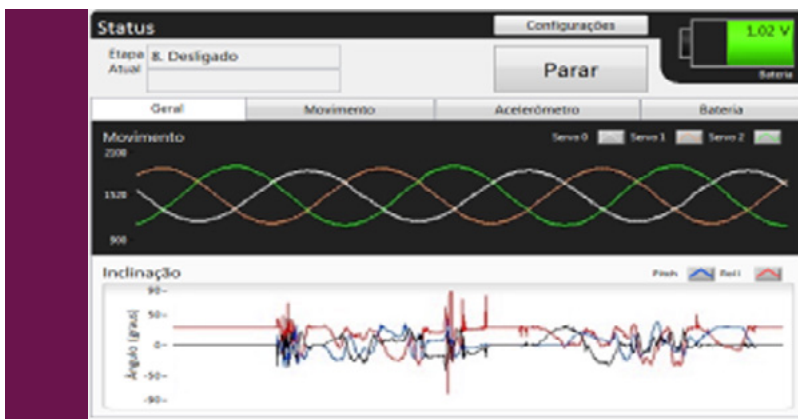 Status
Configurações
1.02 V
Bateria
Etapa Atual
8. Desligado
Parar
Geral
Movimento
Acelerômetro
Bateria
Movimento
Servo 0
Servo 1
Servo 2
2100
1520
900
Inclinação
Pitch
Roll
Ângulo (graus)
90-
50-
0-
-50-
-90-